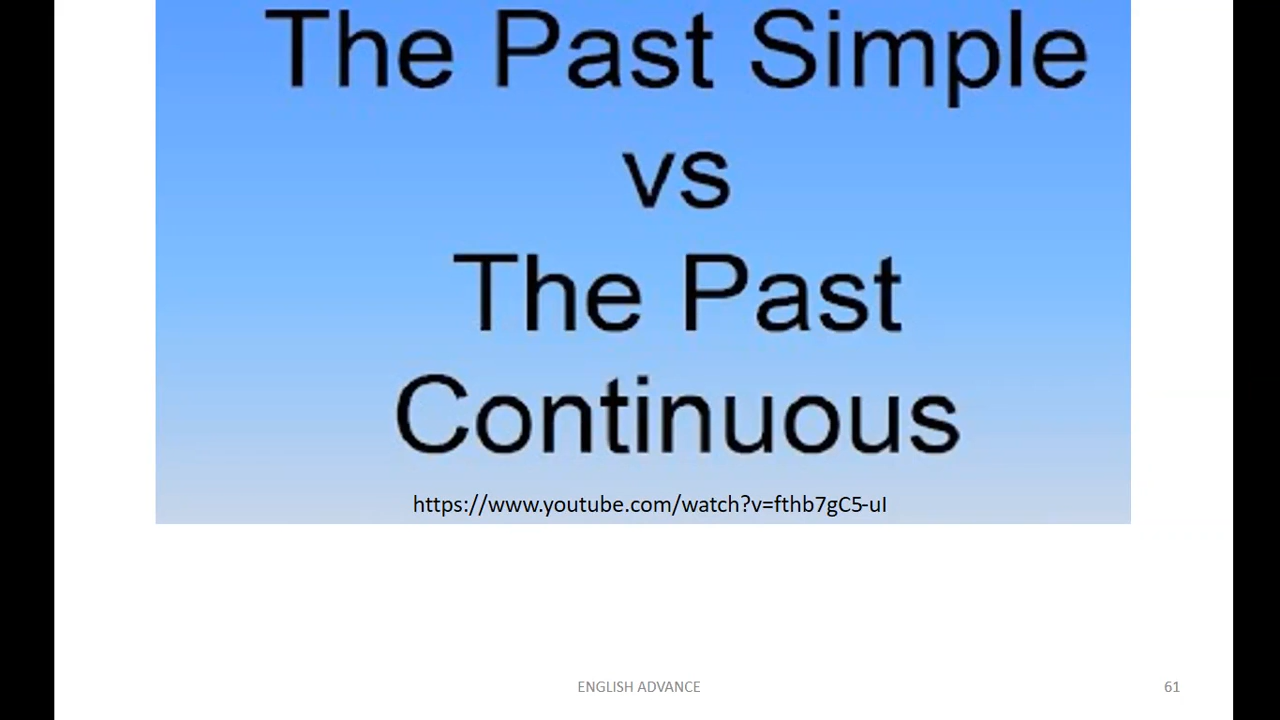 The Past Simple
vs
The Past
Continuous
https://www.youtube.com/watch?v=fthb7gC5-uI
ENGLISH ADVANCE
61